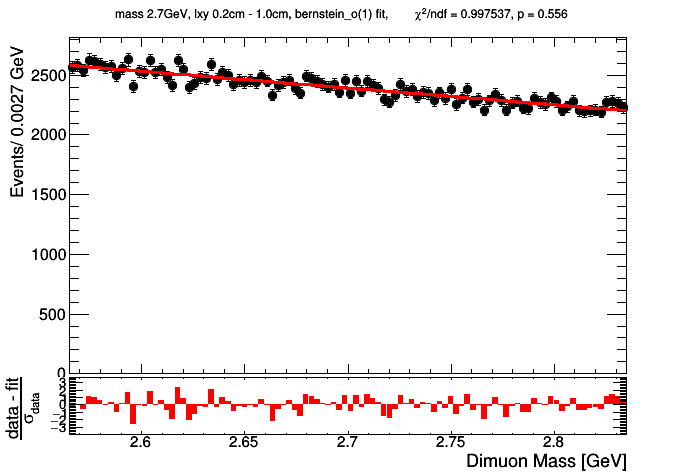 mass 2.7GeV, lxy 0.2cm - 1.0cm, bernstein_o(1) fit, χ²/ndf = 0.997537, p = 0.556
Events/ 0.0027 GeV
2500
2000
1500
1000
500
0
data - fit
σdata
3
2
1
0
−1
−2
−3
2.6 2.65 2.7 2.75 2.8
Dimuon Mass [GeV]